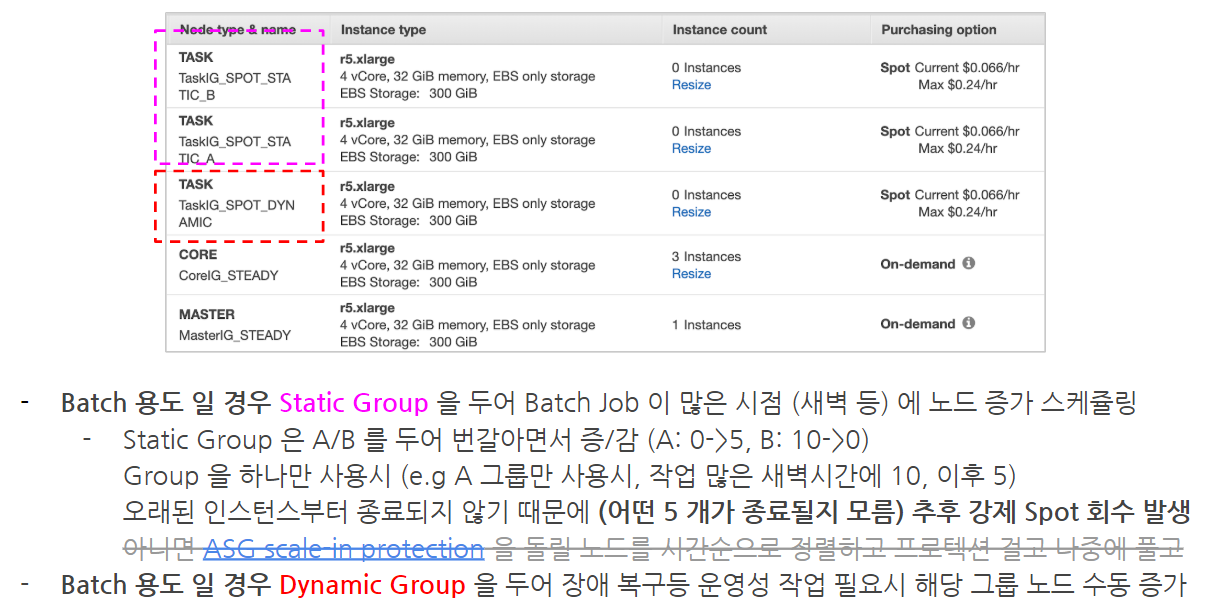 Node type & name Instance type Instance count Purchasing option
TASK
TaskIG_SPOT_STA
TIC_B
r5.xlarge
4 vCore, 32 GiB memory, EBS only storage
EBS Storage: 300 GiB
0 Instances
Resize
Spot Current $0.066/hr
Max $0.24/hr
TASK
TaskIG_SPOT_STA
TIC_A
r5.xlarge
4 vCore, 32 GiB memory, EBS only storage
EBS Storage: 300 GiB
0 Instances
Resize
Spot Current $0.066/hr
Max $0.24/hr
TASK
TaskIG_SPOT_DYN
AMIC
r5.xlarge
4 vCore, 32 GiB memory, EBS only storage
EBS Storage: 300 GiB
0 Instances
Resize
Spot Current $0.066/hr
Max $0.24/hr
CORE
CoreIG_STEADY
r5.xlarge
4 vCore, 32 GiB memory, EBS only storage
EBS Storage: 300 GiB
3 Instances
Resize
On-demand
MASTER
MasterIG_STEADY
r5.xlarge
4 vCore, 32 GiB memory, EBS only storage
EBS Storage: 300 GiB
1 Instances
On-demand
- Batch 용도 일 경우 Static Group 을 두어 Batch Job 이 많은 시점 (새벽 등) 에 노드 증가 스케쥴링
- Static Group 은 A/B 를 두어 번갈아면서 증/감 (A: 0->5, B: 10->0)
Group 을 하나만 사용시 (e.g A 그룹만 사용시, 작업 많은 새벽시간에 10, 이후 5)
오래된 인스턴스부터 종료되지 않기 때문에 (어떤 5 개가 종료될지 모름) 추후 강제 Spot 회수 발생
아니면 ASG scale-in protection 을 돌릴 노드를 시간순으로 정렬하고 프로텍션 걸고 나중에 풀고
- Batch 용도 일 경우 Dynamic Group 을 두어 장애 복구등 운영성 작업 필요시 해당 그룹 노드 수동 증가